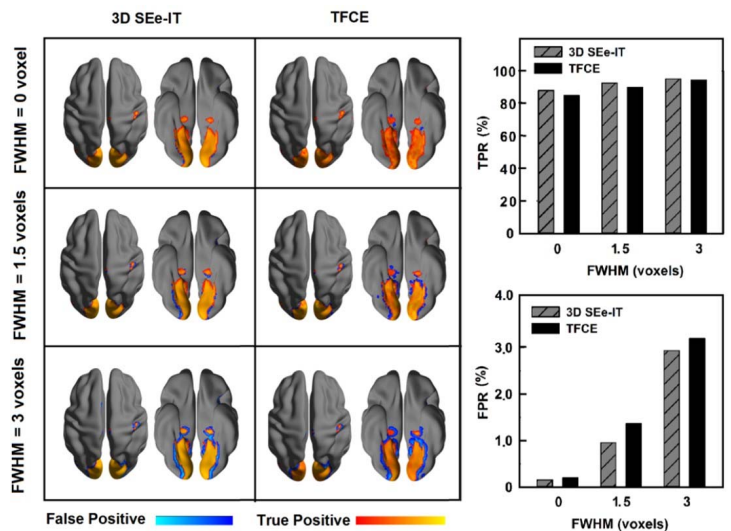 3D SEe-IT
TFCE
FWHM = 0 voxel
FWHM = 1.5 voxels
FWHM = 3 voxels
False Positive
True Positive
3D SEe-IT
TFCE
100
80
60
40
20
0
TPR (%)
0 1.5 3
FWHM (voxels)
4.0
3,0
2,0
1,0
0
FPR (%)
3D SEe-IT
TFCE
0 1.5 3
FWHM (voxels)